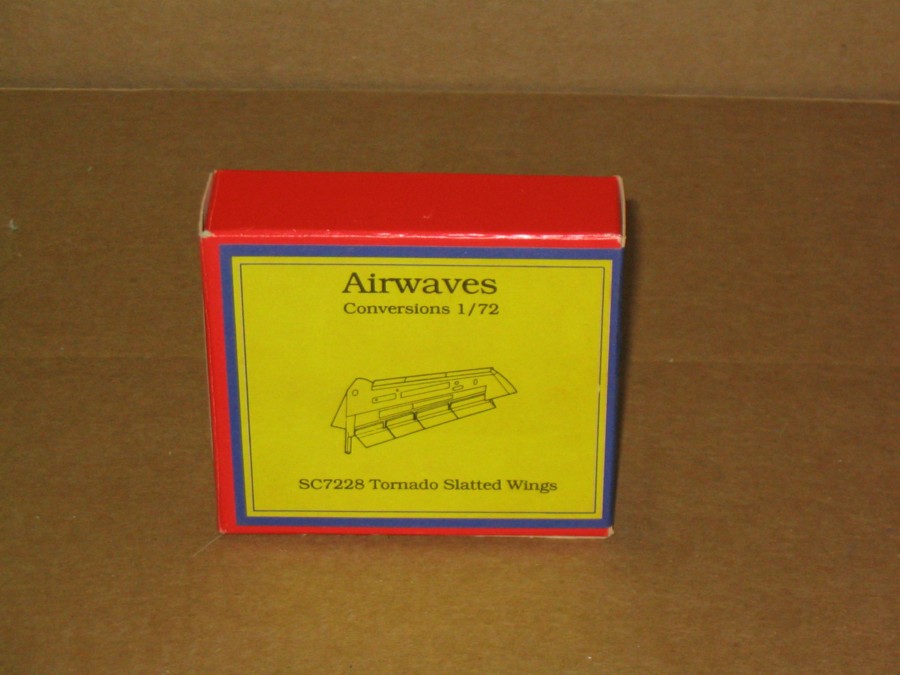 Airwaves
Conversions 1/72
SC7228 Tornado Slatted Wings